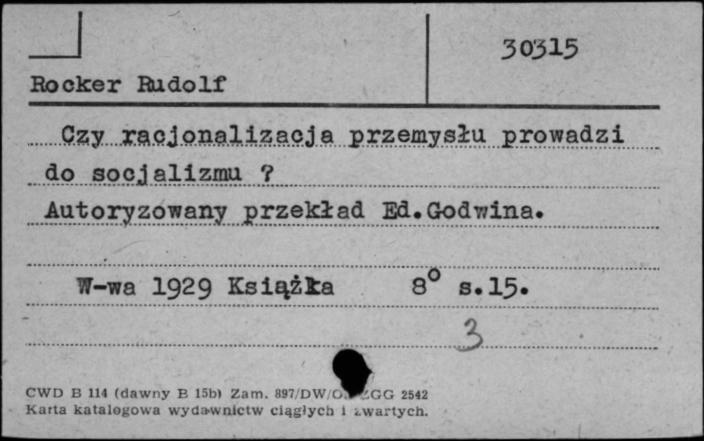 30315
Rocker Rudolf
Czy racjonalizacja przemysłu prowadzi
do socjalizmu ?
Autoryzowany przekład Ed.Godwina.
W-wa 1929 Książka 8° s.15.
3
CWD B 114 (dawny B 15b) Zam. 897/DW/O GG 2542
Karta katalogowa wydawnictw ciągłych i zwartych.